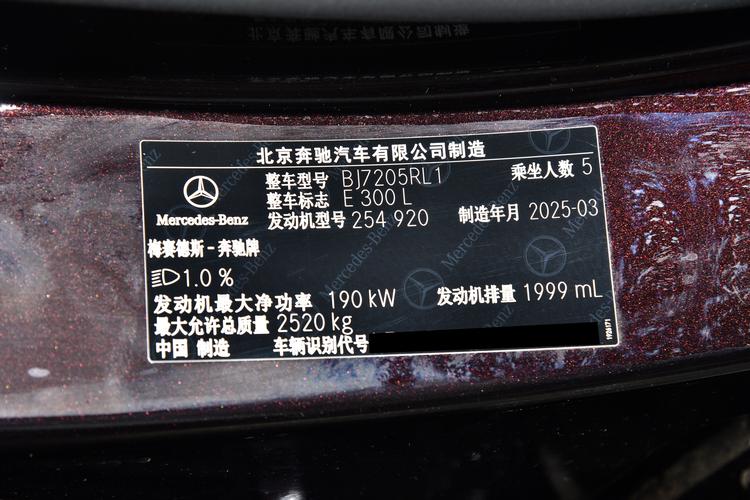 北京奔驰汽车有限公司制造
整车型号 BJ7205RL1 乘坐人数 5
整车标志 E 300 L
发动机型号 254 920 制造年月 2025-03
Mercedes-Benz
梅赛德斯-奔驰牌
1.0 %
发动机最大净功率 190 kW 发动机排量 1999 mL
最大允许总质量 2520 kg
中国 制造 车辆识别代号